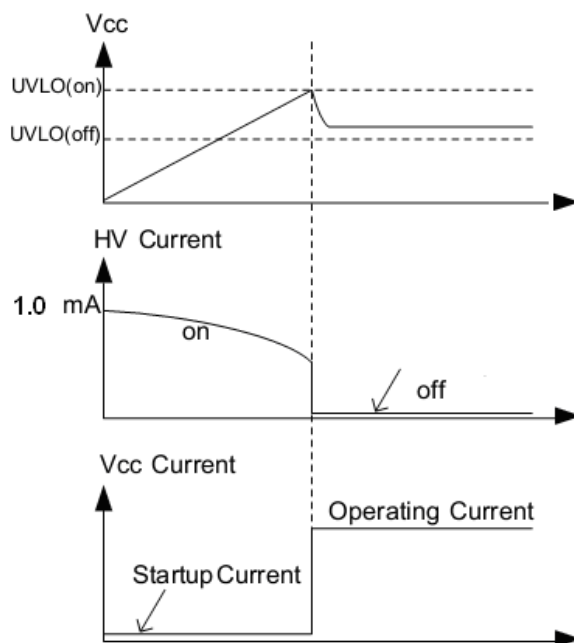 Vcc
UVLO(on)
UVLO(off)
HV Current
1.0 mA
on
off
Vcc Current
Operating Current
Startup Current